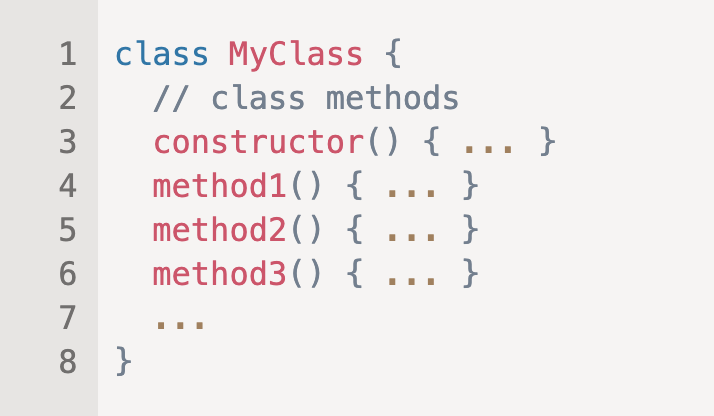 1 class MyClass {
2   // class methods
3   constructor() { ... }
4   method1() { ... }
5   method2() { ... }
6   method3() { ... }
7   ...
8 }